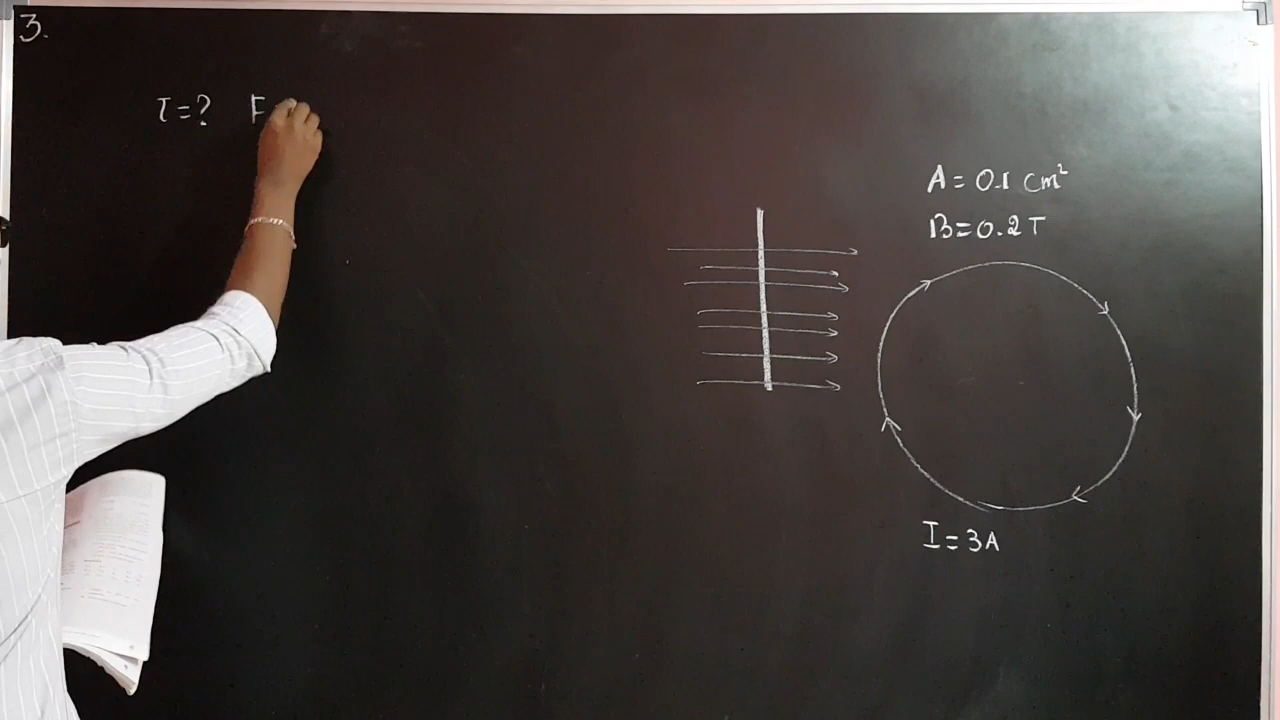 3.
τ=? F
A = 0.1 cm²
B = 0.2 T
I = 3A